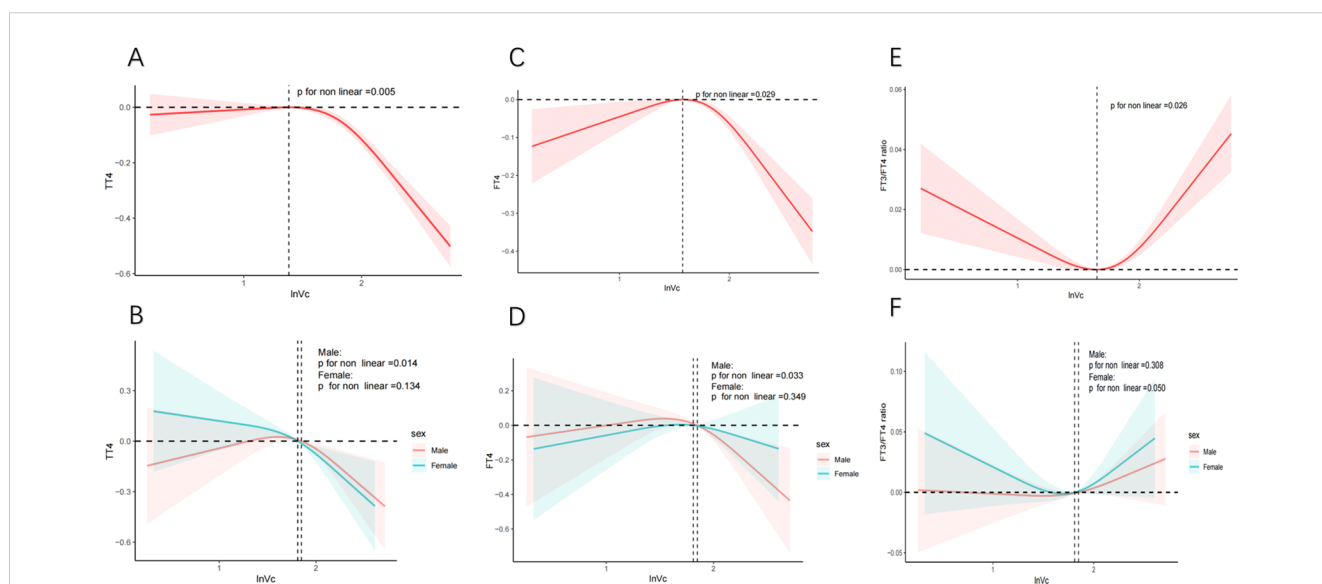 A
p for non linear =0.005
0.0
−0.2
−0.4
−0.6
TT4
1
2
lnVc
C
p for non linear =0.029
0.0
−0.1
−0.2
−0.3
−0.4
FT4
1
2
lnVc
E
p for non linear =0.026
0.06
0.04
0.02
0.00
FT3/FT4 ratio
1
2
lnVc
B
Male:
p for non linear =0.014
Female:
p for non linear =0.134
0.3
0.0
−0.3
−0.6
TT4
1
2
lnVc
sex
Male
Female
D
Male:
p for non linear =0.033
Female:
p for non linear =0.349
0.4
0.2
0.0
−0.2
−0.4
−0.6
−0.8
FT4
1
2
lnVc
sex
Male
Female
F
Male:
p for non linear =0.308
Female:
p for non linear =0.050
0.10
0.05
0.00
−0.05
FT3/FT4 ratio
1
2
lnVc
sex
Male
Female